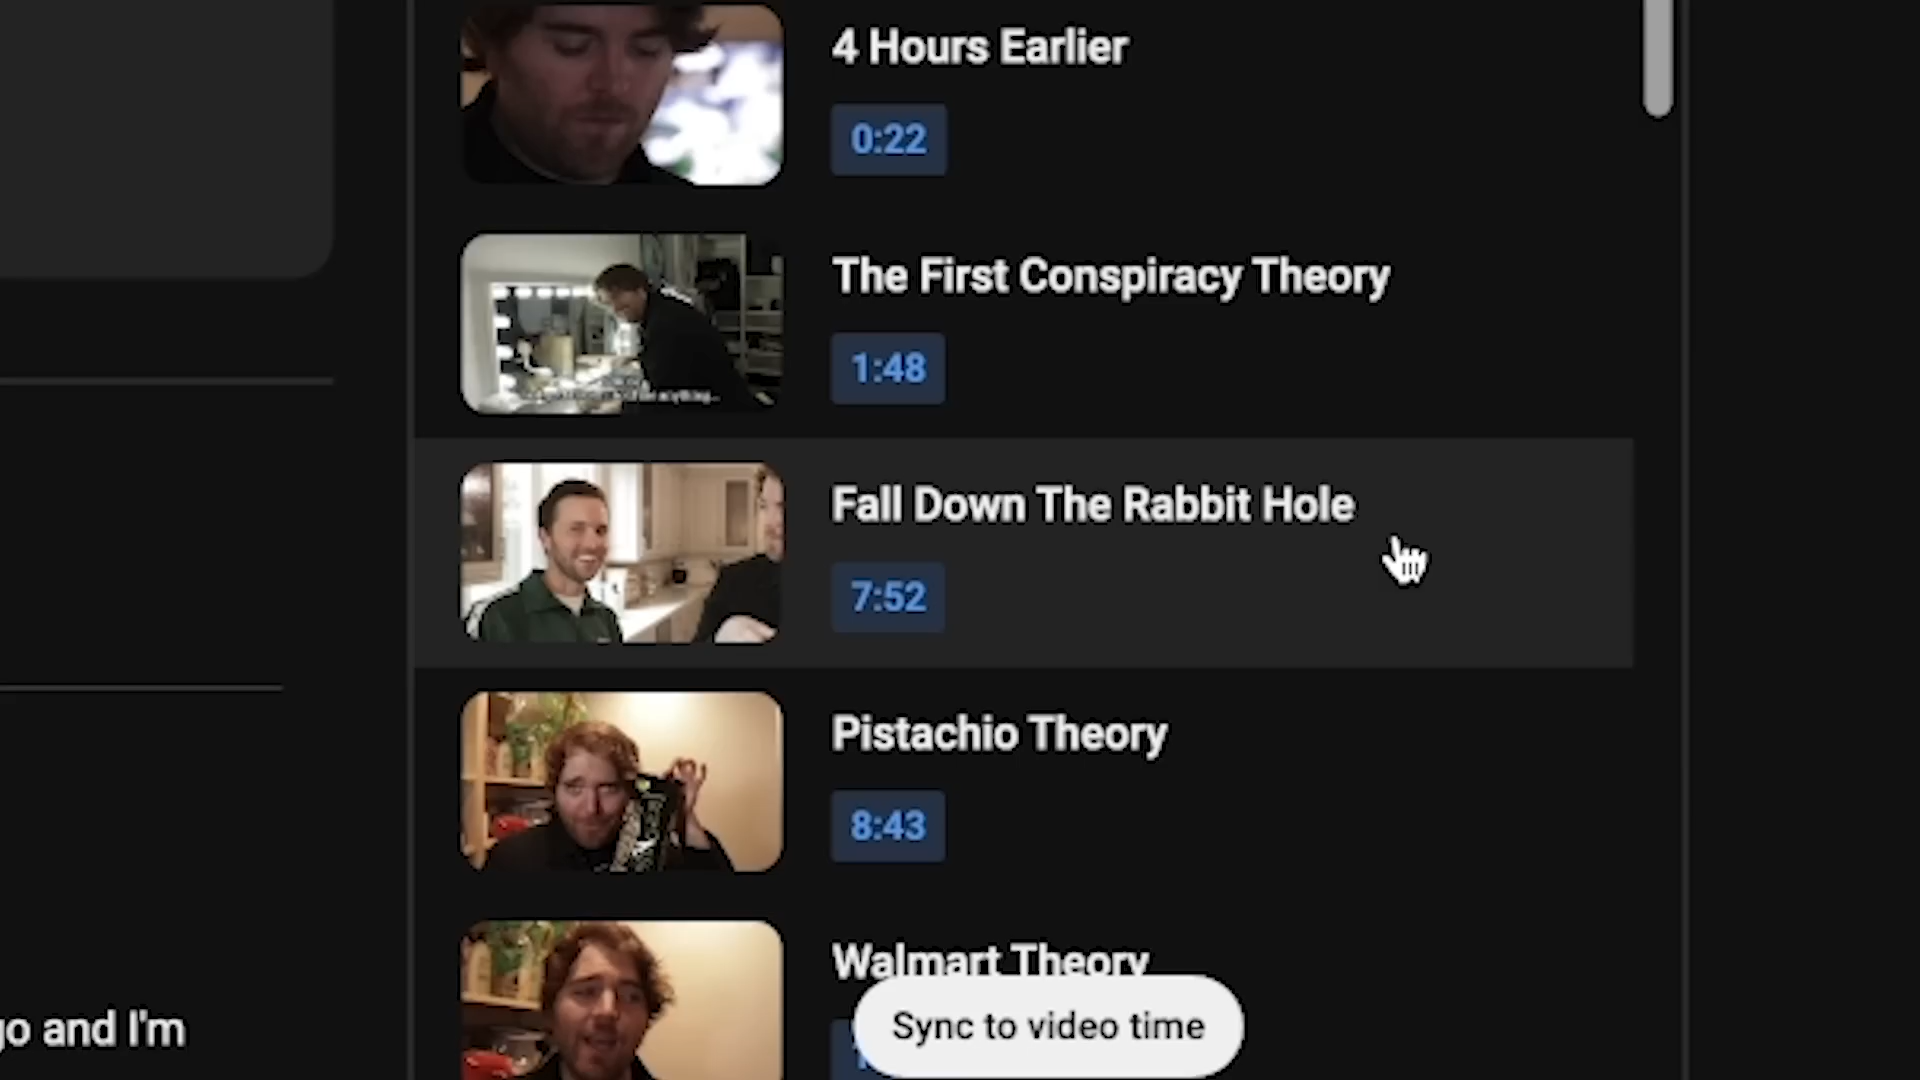 4 Hours Earlier
0:22
The First Conspiracy Theory
1:48
Fall Down The Rabbit Hole
7:52
Pistachio Theory
8:43
Walmart Theory
Sync to video time
go and I'm